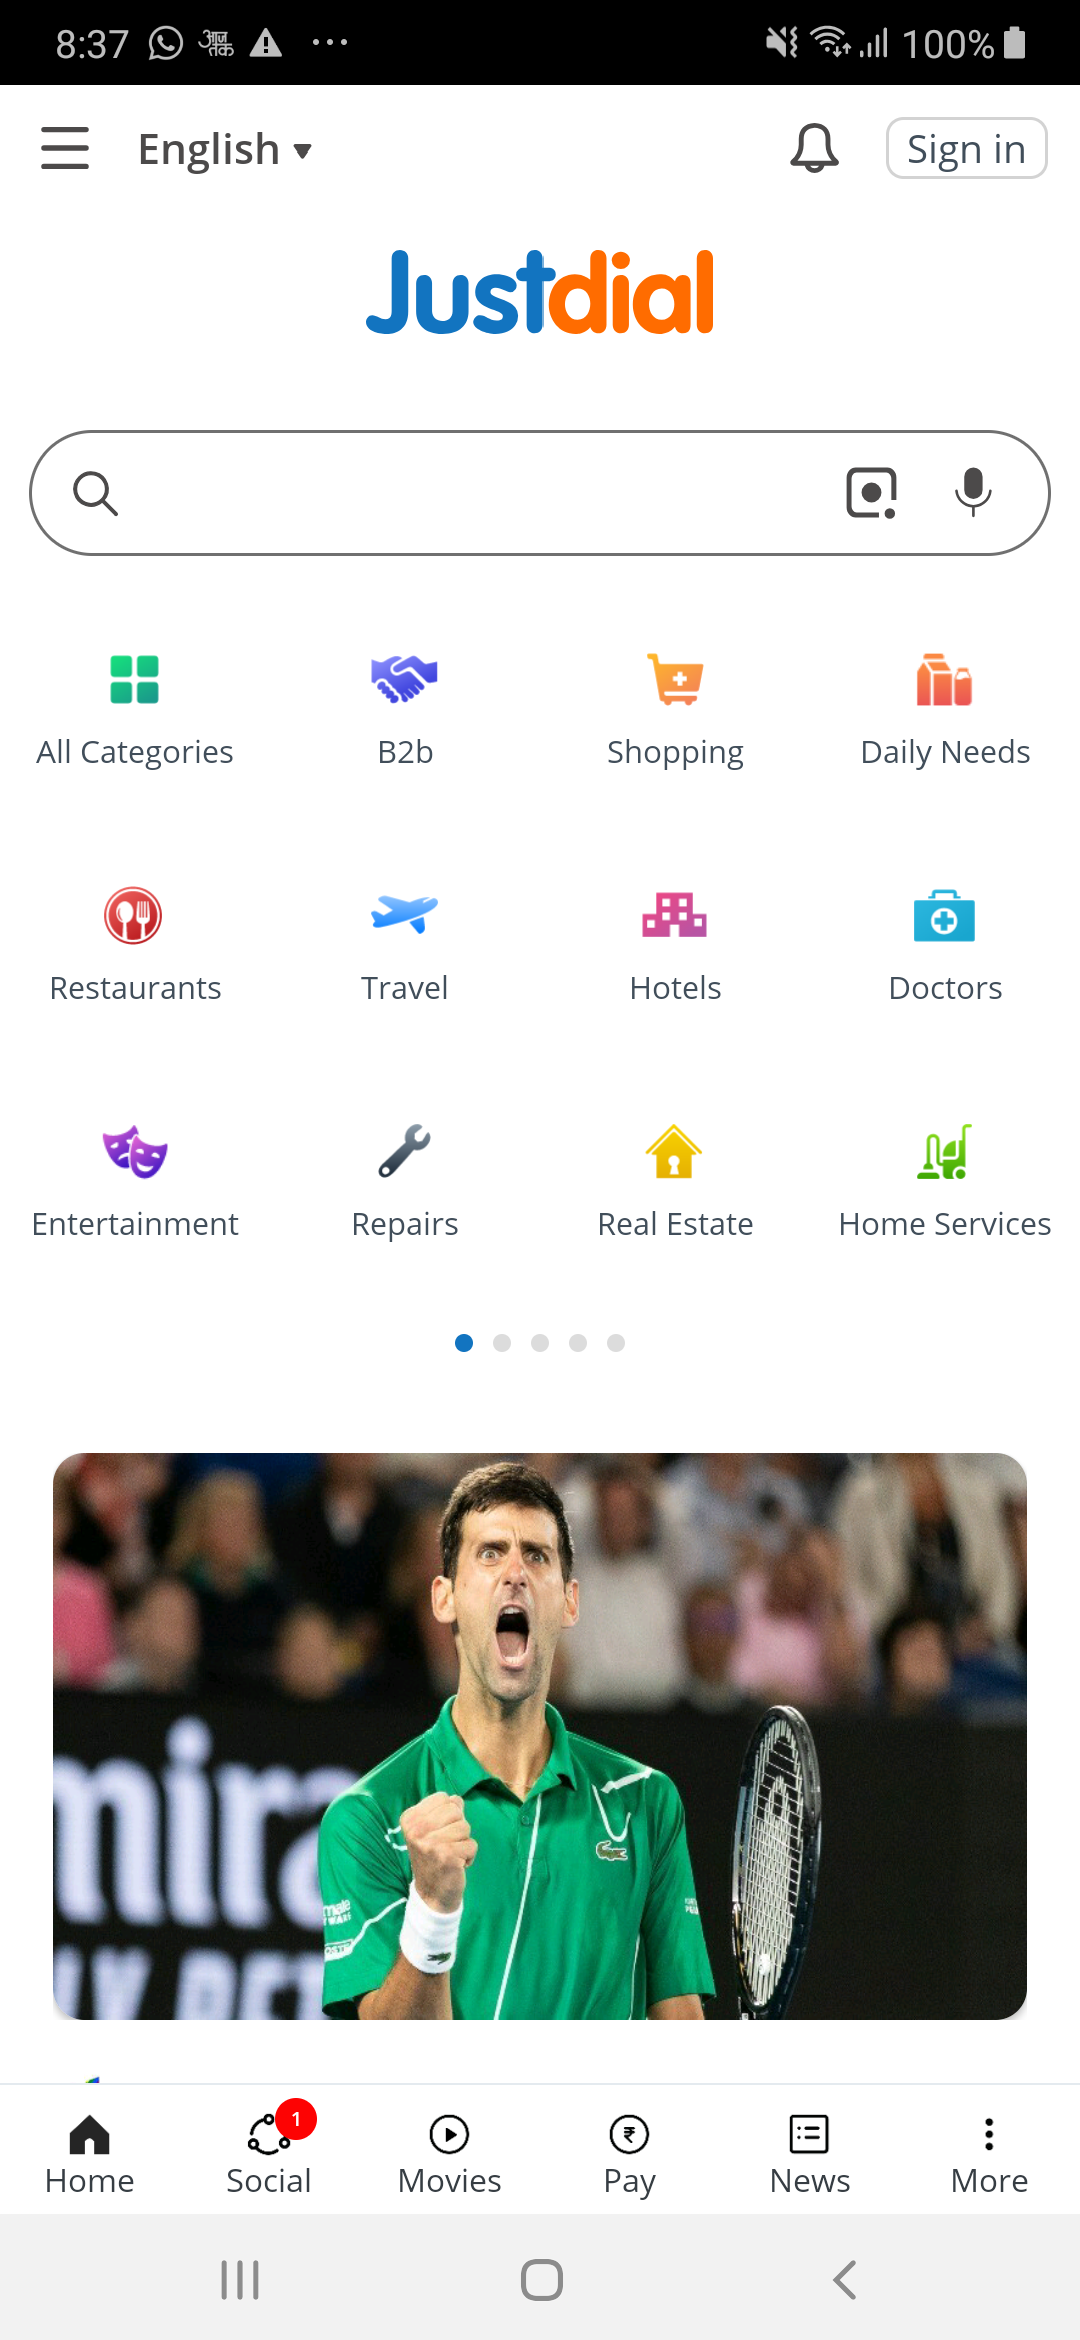 8:37 आज तक 100%
English ▾ Sign in
Justdial
All Categories B2b Shopping Daily Needs
Restaurants Travel Hotels Doctors
Entertainment Repairs Real Estate Home Services
mira
1
Home Social Movies Pay News More